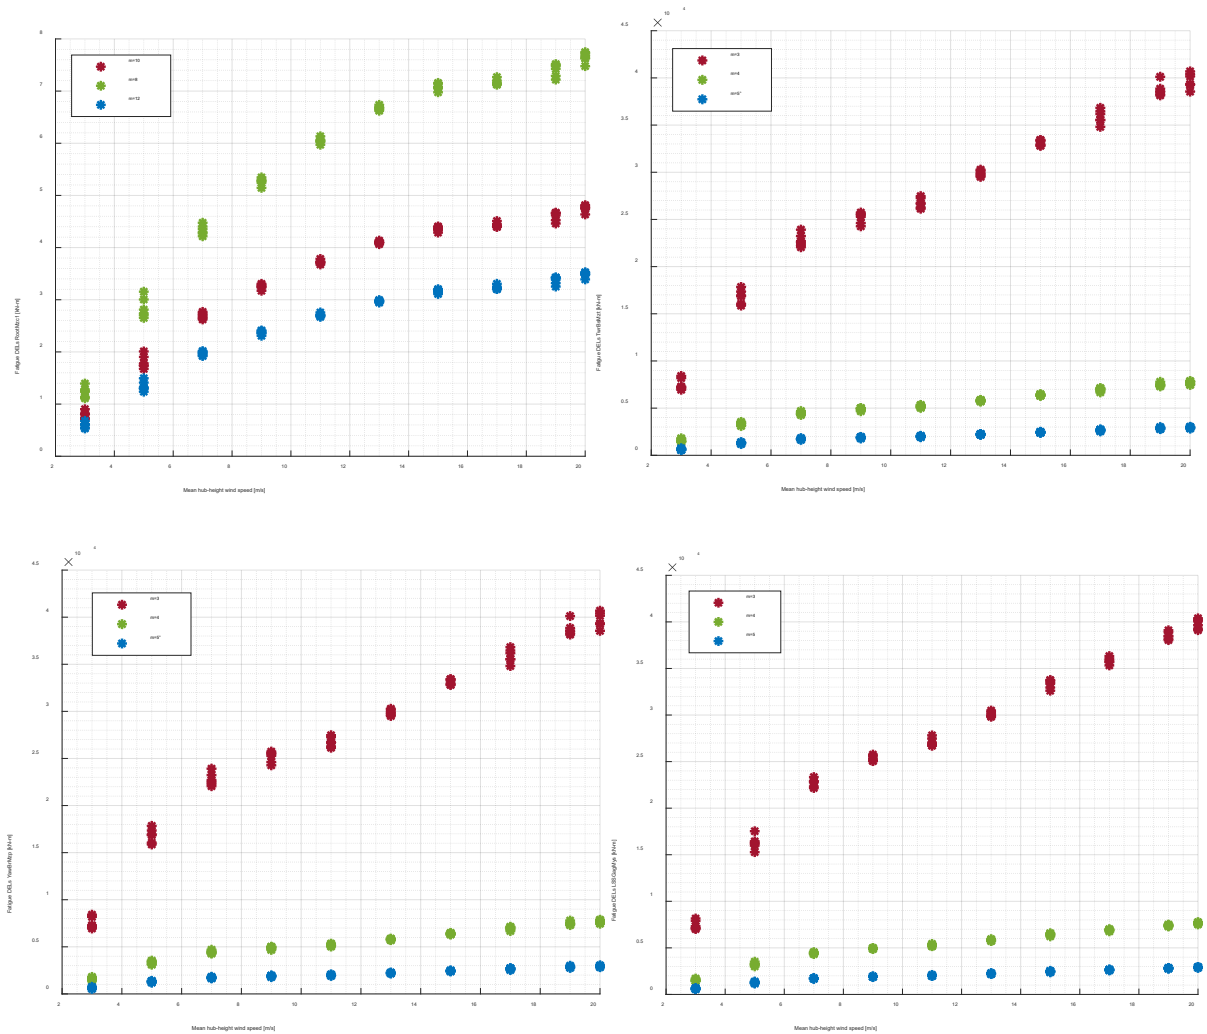 8
7
6
5
4
3
2
1
0
2 4 6 8 10 12 14 16 18 20
m=10
m=8
m=12
Fatigue DELs RootMzc1 [kN-m]
Mean hub-height wind speed [m/s]
× 10 4
4.5
4
3.5
3
2.5
2
1.5
1
0.5
0
2 4 6 8 10 12 14 16 18 20
m=3
m=4
m=5"
Fatigue DELs TwrBsMzt [kN-m]
Mean hub-height wind speed [m/s]
× 10 4
4.5
4
3.5
3
2.5
2
1.5
1
0.5
0
2 4 6 8 10 12 14 16 18 20
m=3
m=4
m=5"
Fatigue DELs YawBrMzp [kN-m]
Mean hub-height wind speed [m/s]
× 10 4
4.5
4
3.5
3
2.5
2
1.5
1
0.5
0
2 4 6 8 10 12 14 16 18 20
m=3
m=4
m=5
Fatigue DELs LSSGagMys [kN-m]
Mean hub-height wind speed [m/s]